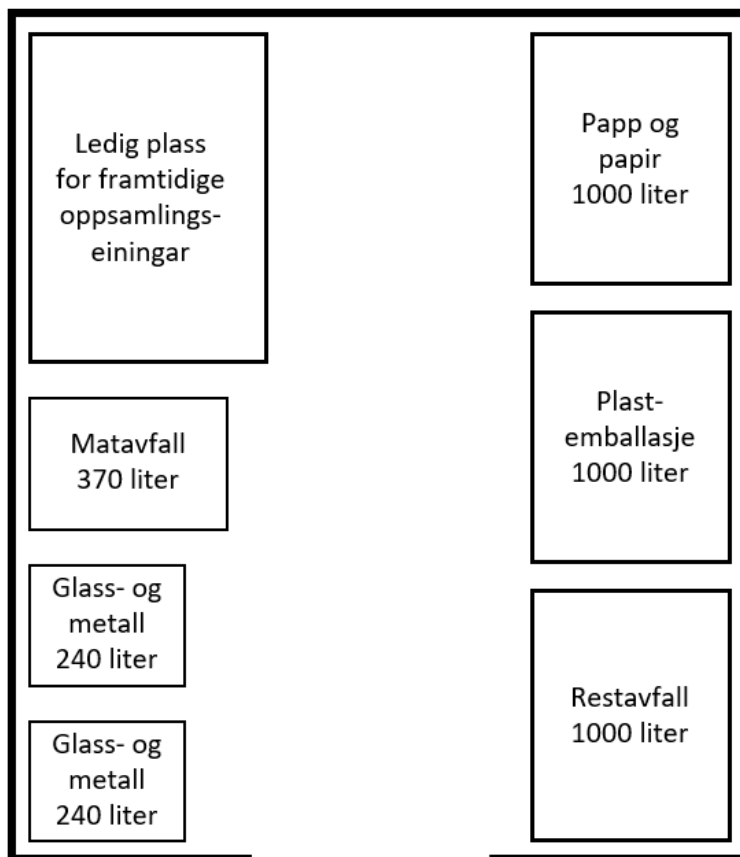 Ledig plass
for framtidige
oppsamlings-
einingar
Matavfall
370 liter
Glass- og
metall
240 liter
Glass- og
metall
240 liter
Papp og
papir
1000 liter
Plast-
emballasje
1000 liter
Restavfall
1000 liter